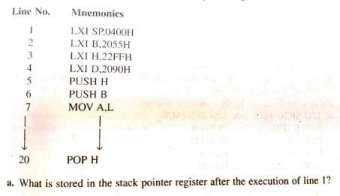 Line No. Mnemonics
1 LXI SP,0400H
2 LXI B,2055H
3 LXI H,22FFH
4 LXI D,2090H
5 PUSH H
6 PUSH B
7 MOV A,L
20 POP H
a. What is stored in the stack pointer register after the execution of line 1?